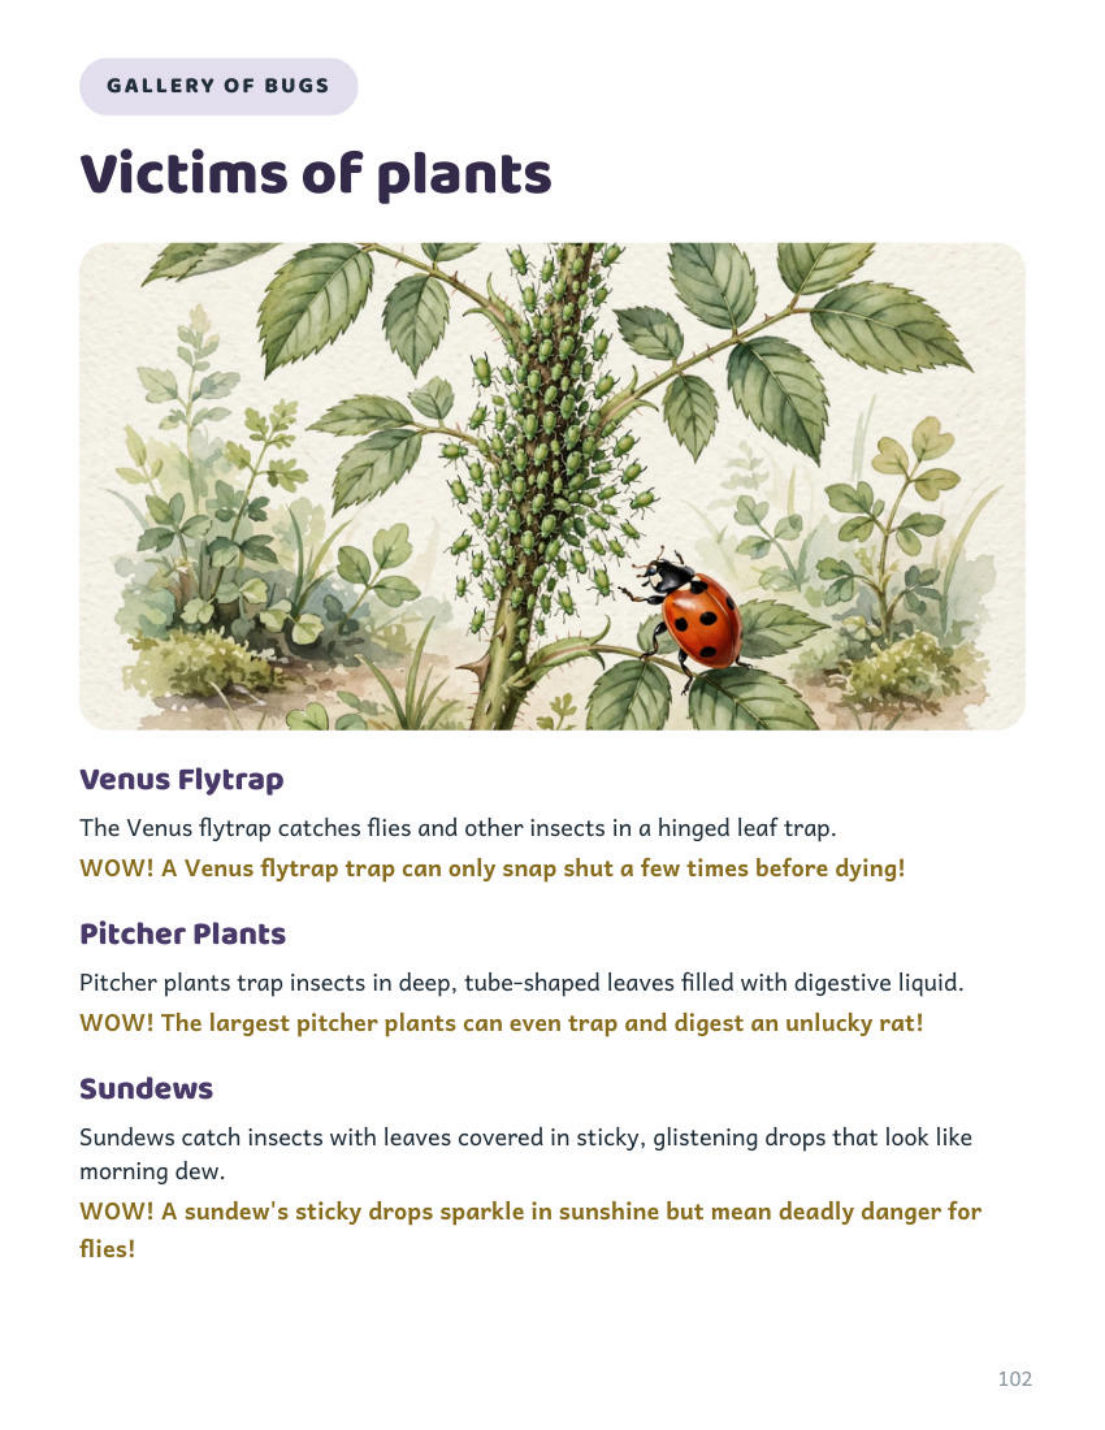 GALLERY OF BUGS
Victims of plants
Venus Flytrap
The Venus flytrap catches flies and other insects in a hinged leaf trap.
WOW! A Venus flytrap trap can only snap shut a few times before dying!
Pitcher Plants
Pitcher plants trap insects in deep, tube-shaped leaves filled with digestive liquid.
WOW! The largest pitcher plants can even trap and digest an unlucky rat!
Sundews
Sundews catch insects with leaves covered in sticky, glistening drops that look like
morning dew.
WOW! A sundew's sticky drops sparkle in sunshine but mean deadly danger for
flies!
102